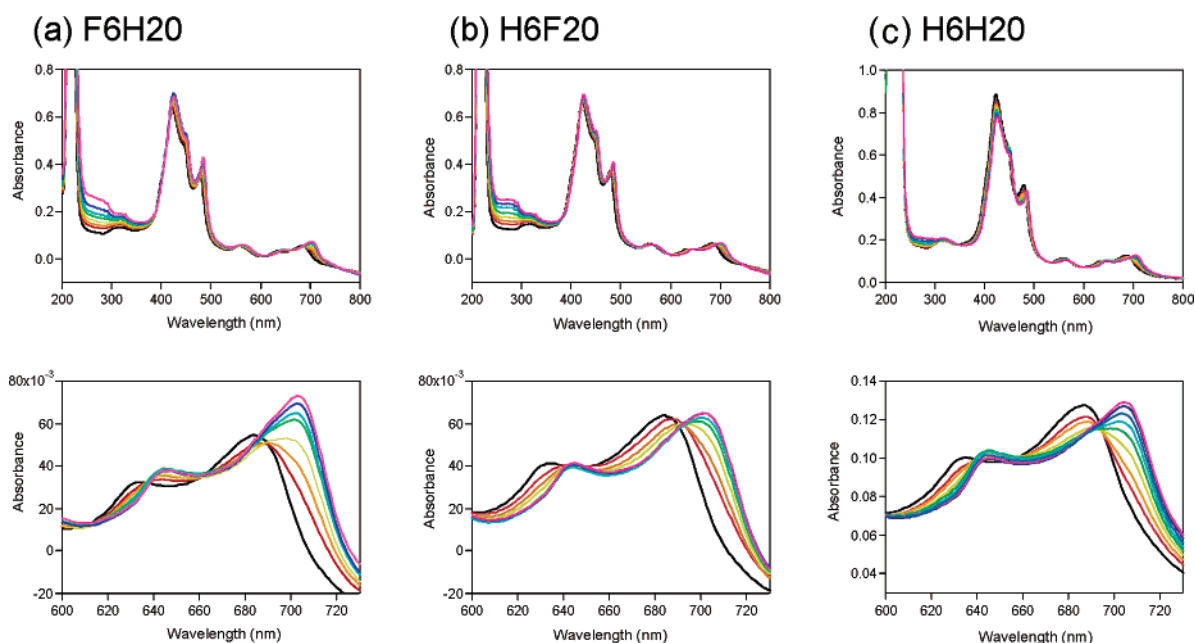 (a) F6H20
(b) H6F20
(c) H6H20
0.8
0.6
0.4
0.2
0.0
Absorbance
200 300 400 500 600 700 800
Wavelength (nm)
0.8
0.6
0.4
0.2
0.0
Absorbance
200 300 400 500 600 700 800
Wavelength (nm)
1.0
0.8
0.6
0.4
0.2
0.0
Absorbance
200 300 400 500 600 700 800
Wavelength (nm)
80x10⁻³
60
40
20
0
-20
Absorbance
600 620 640 660 680 700 720
Wavelength (nm)
80x10⁻³
60
40
20
0
-20
Absorbance
600 620 640 660 680 700 720
Wavelength (nm)
0.14
0.12
0.10
0.08
0.06
0.04
Absorbance
600 620 640 660 680 700 720
Wavelength (nm)